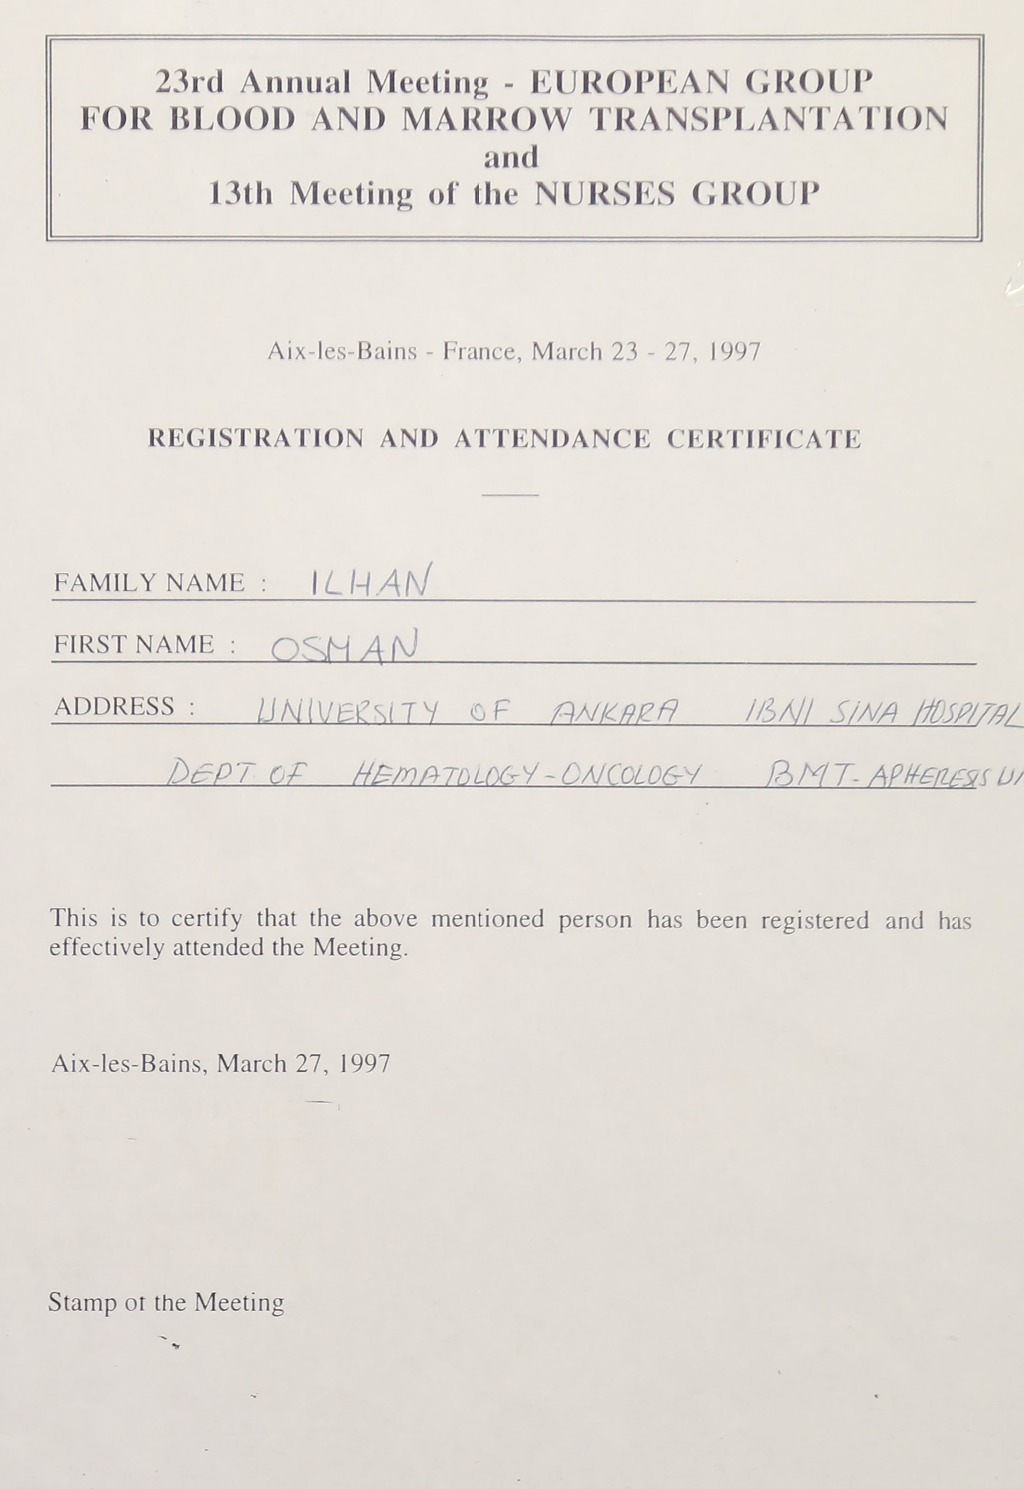 23rd Annual Meeting - EUROPEAN GROUP
FOR BLOOD AND MARROW TRANSPLANTATION
and
13th Meeting of the NURSES GROUP
Aix-les-Bains - France, March 23 - 27, 1997
REGISTRATION AND ATTENDANCE CERTIFICATE
FAMILY NAME : ILHAN
FIRST NAME : OSMAN
ADDRESS : UNIVERSITY OF ANKARA IBNI SINA HOSPITAL
DEPT OF HEMATOLOGY-ONCOLOGY BMT-APHERESIS
This is to certify that the above mentioned person has been registered and has
effectively attended the Meeting.
Aix-les-Bains, March 27, 1997
Stamp of the Meeting